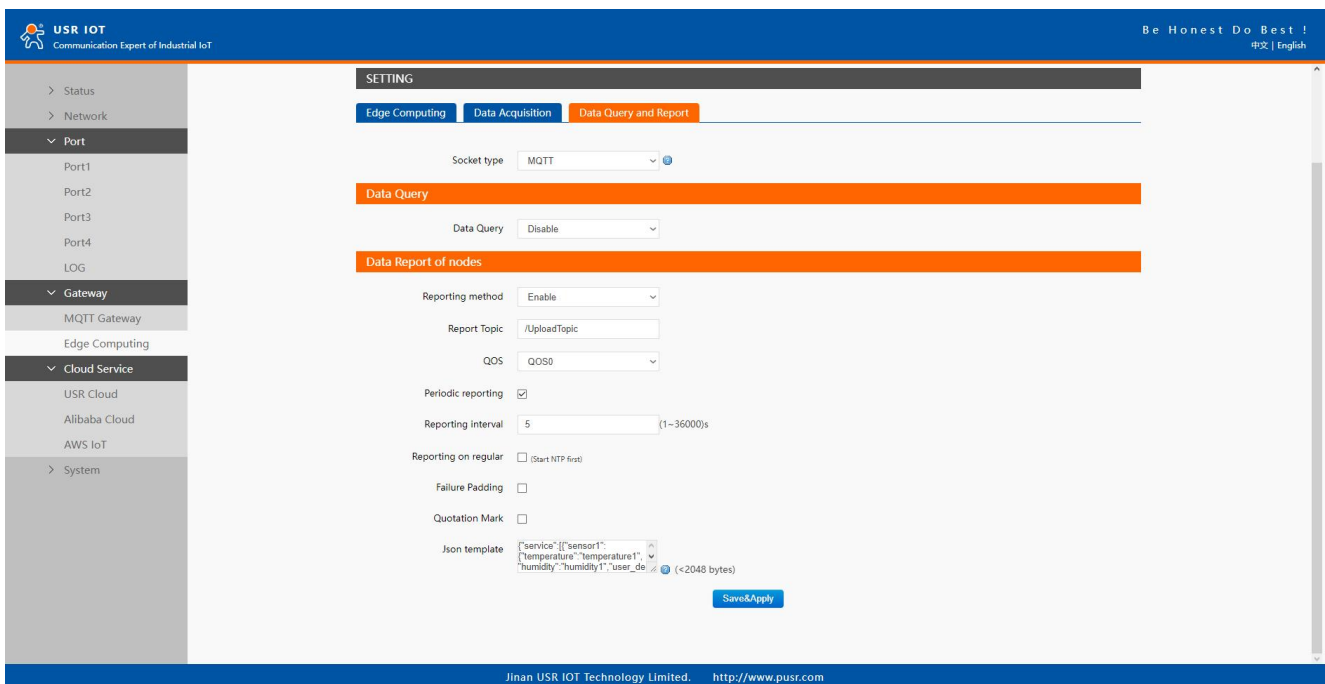 USR IOT
Communication Expert of Industrial IoT
Be Honest Do Best !
中文 | English
Status
Network
Port
Port1
Port2
Port3
Port4
LOG
Gateway
MQTT Gateway
Edge Computing
Cloud Service
USR Cloud
Alibaba Cloud
AWS IoT
System
SETTING
Edge Computing Data Acquisition Data Query and Report
Socket type MQTT
Data Query
Data Query Disable
Data Report of nodes
Reporting method Enable
Report Topic /UploadTopic
QOS QOS0
Periodic reporting
Reporting interval 5 (1~36000)s
Reporting on regular (Start NTP first)
Failure Padding
Quotation Mark
Json template {"service":[{"sensor1":
{"temperature":"temperature1",
"humidity":"humidity1","user_de (<2048 bytes)
Save&Apply
Jinan USR IOT Technology Limited. http://www.pusr.com